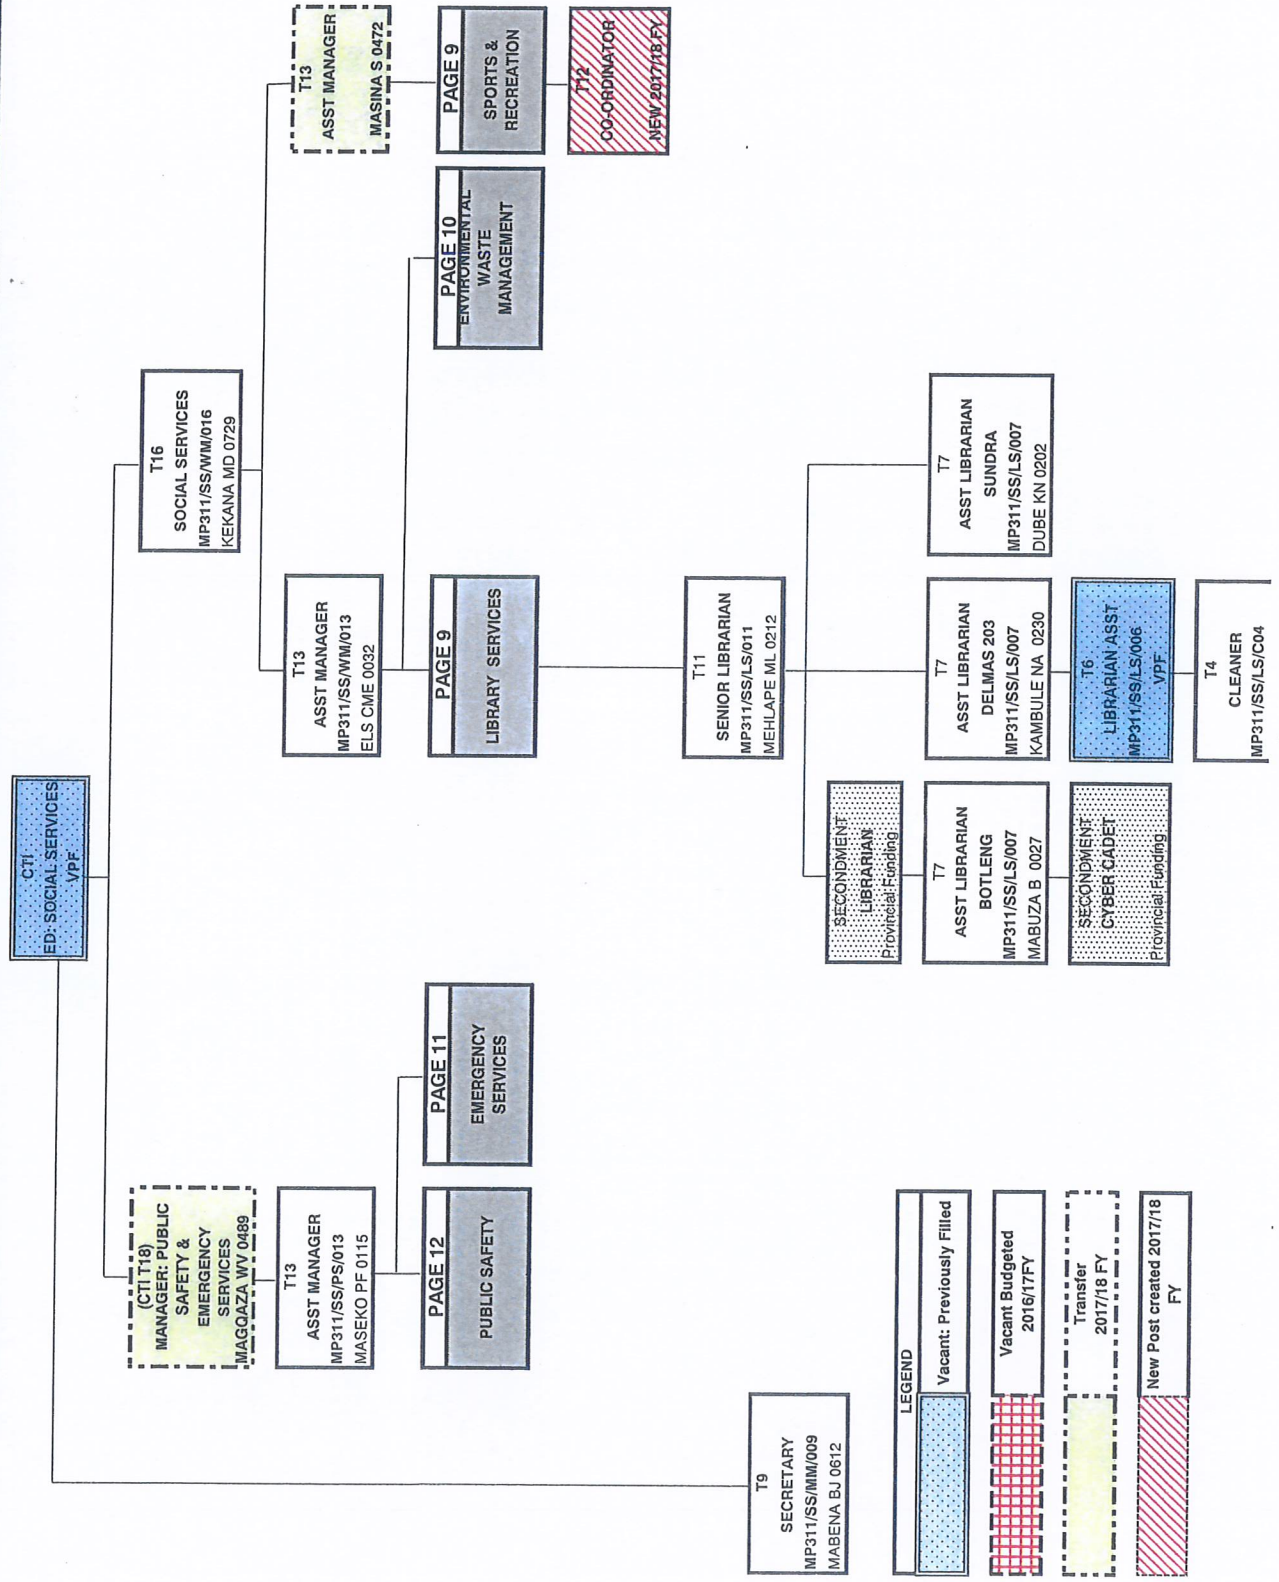 CTI
ED: SOCIAL SERVICES
VPF
(CTI T18)
MANAGER: PUBLIC
SAFETY &
EMERGENCY
SERVICES
MAGQAZA WV 0489
T16
SOCIAL SERVICES
MP311/SS/WM/016
KEKANA MD 0729
T13
ASST MANAGER
MP311/SS/PS/013
MASEKO PF 0115
T13
ASST MANAGER
MP311/SS/WM/013
ELS CME 0032
T13
ASST MANAGER
MASINA S 0472
PAGE 12
PUBLIC SAFETY
PAGE 11
EMERGENCY
SERVICES
PAGE 9
LIBRARY SERVICES
PAGE 10
ENVIRONMENTAL
WASTE
MANAGEMENT
PAGE 9
SPORTS &
RECREATION
T12
CO-ORDINATOR
NEW 2017/18 FY
T9
SECRETARY
MP311/SS/MM/009
MABENA BJ 0612
T11
SENIOR LIBRARIAN
MP311/SS/LS/011
MEHLAPE ML 0212
SECONDMENT
LIBRARIAN
Provincial Funding
T7
ASST LIBRARIAN
BOTLENG
MP311/SS/LS/007
MABUZA B 0027
T7
ASST LIBRARIAN
DELMAS 203
MP311/SS/LS/007
KAMBULE NA 0230
T7
ASST LIBRARIAN
SUNDRA
MP311/SS/LS/007
DUBE KN 0202
SECONDMENT
CYBER CADET
Provincial Funding
T6
LIBRARIAN ASST
MP311/SS/LS/006
VPF
T4
CLEANER
MP311/SS/LS/C04
LEGEND
Vacant: Previously Filled
Vacant Budgeted
2016/17FY
Transfer
2017/18 FY
New Post created 2017/18
FY